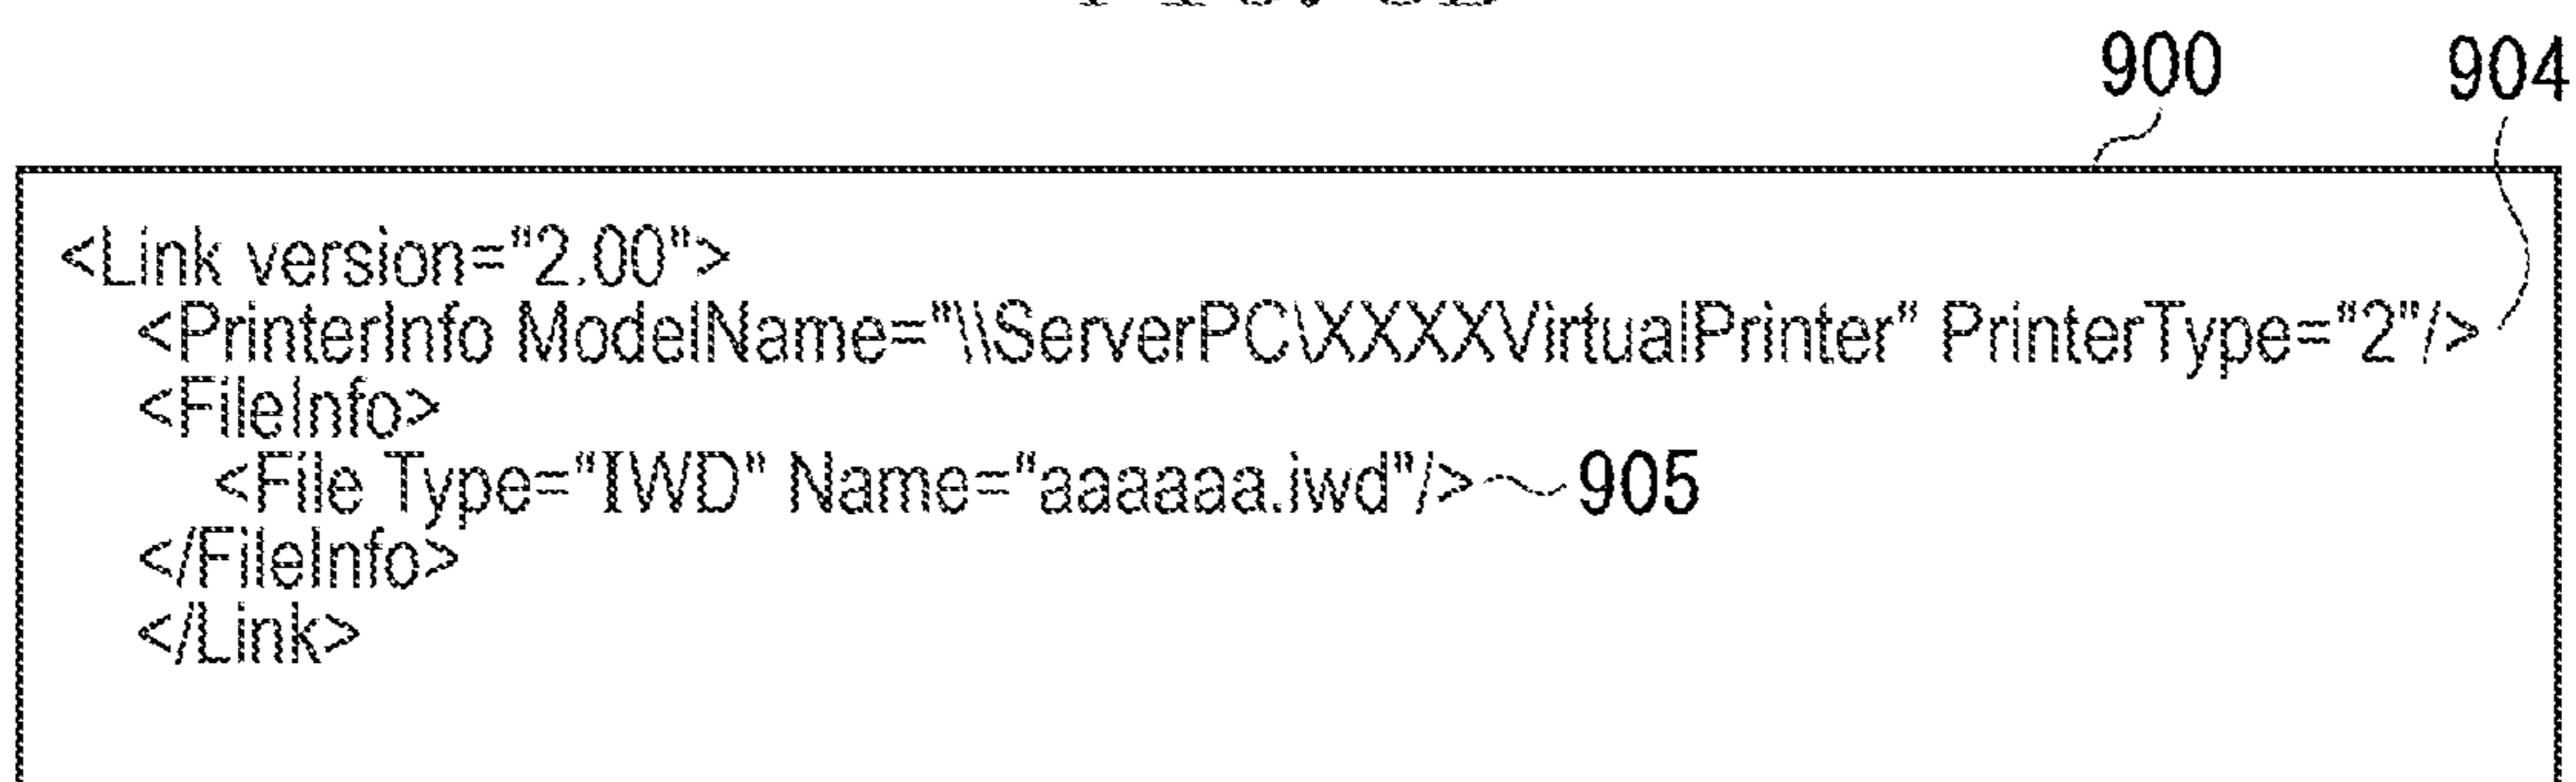 900 904
<Link version="2.00">
<PrinterInfo ModelName="\\ServerPC\XXXXVirtualPrinter" PrinterType="2"/>
<FileInfo>
<File Type="IWD" Name="aaaaaa.iwd"/> 905
</FileInfo>
</Link>